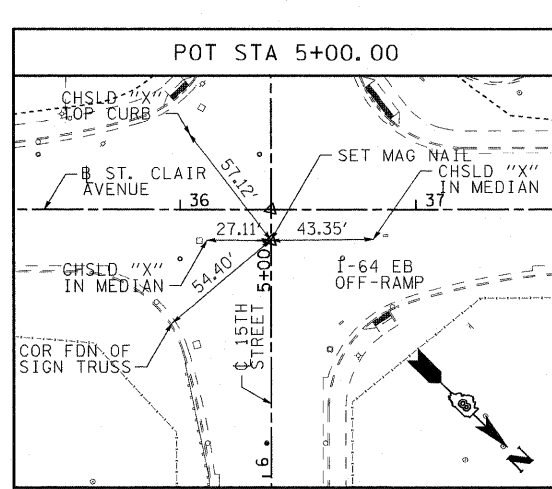 POT STA 5+00.00
CHSLD "X"
TOP CURB
57.12'
SET MAG NAIL
CHSLD "X"
IN MEDIAN
B ST. CLAIR
AVENUE
36
37
27.11'
43.35'
CHSLD "X"
IN MEDIAN
54.40'
5+00
I-64 EB
OFF-RAMP
COR FDN OF
SIGN TRUSS
₵ 15TH
STREET
6
N